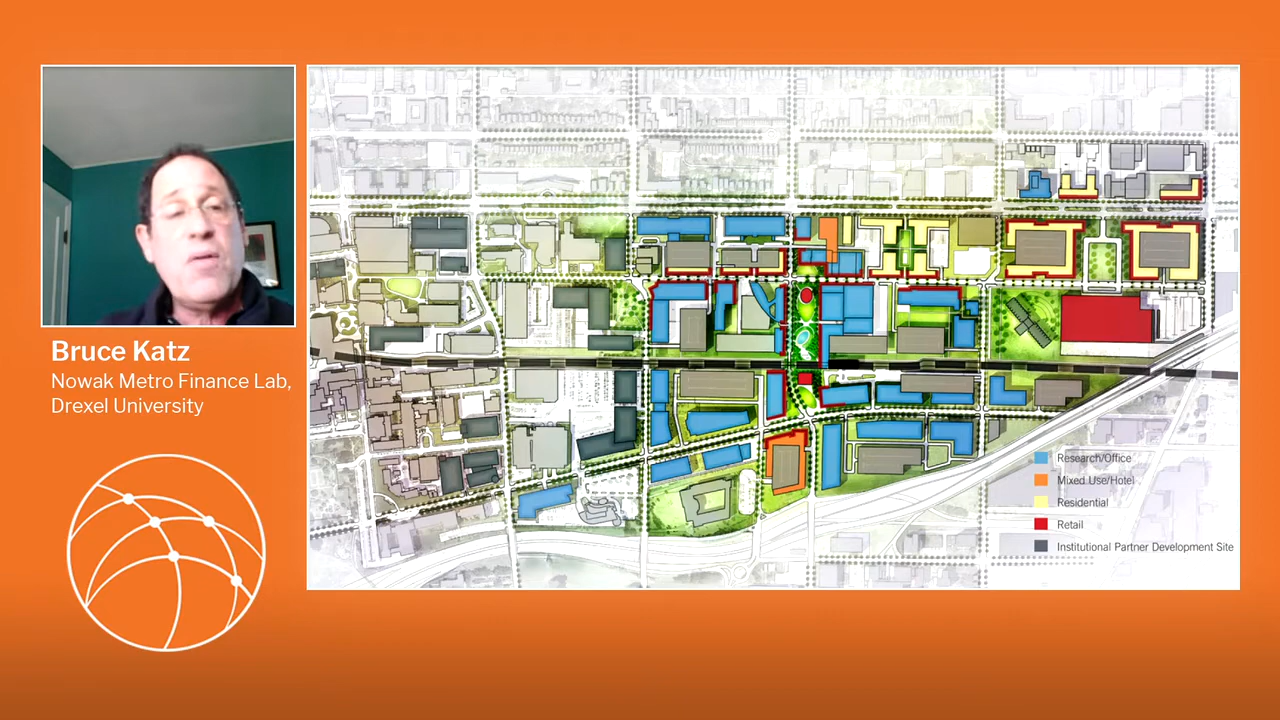 Bruce Katz
Nowak Metro Finance Lab,
Drexel University
Research/Office
Mixed Use/Hotel
Residential
Retail
Institutional Partner Development Site